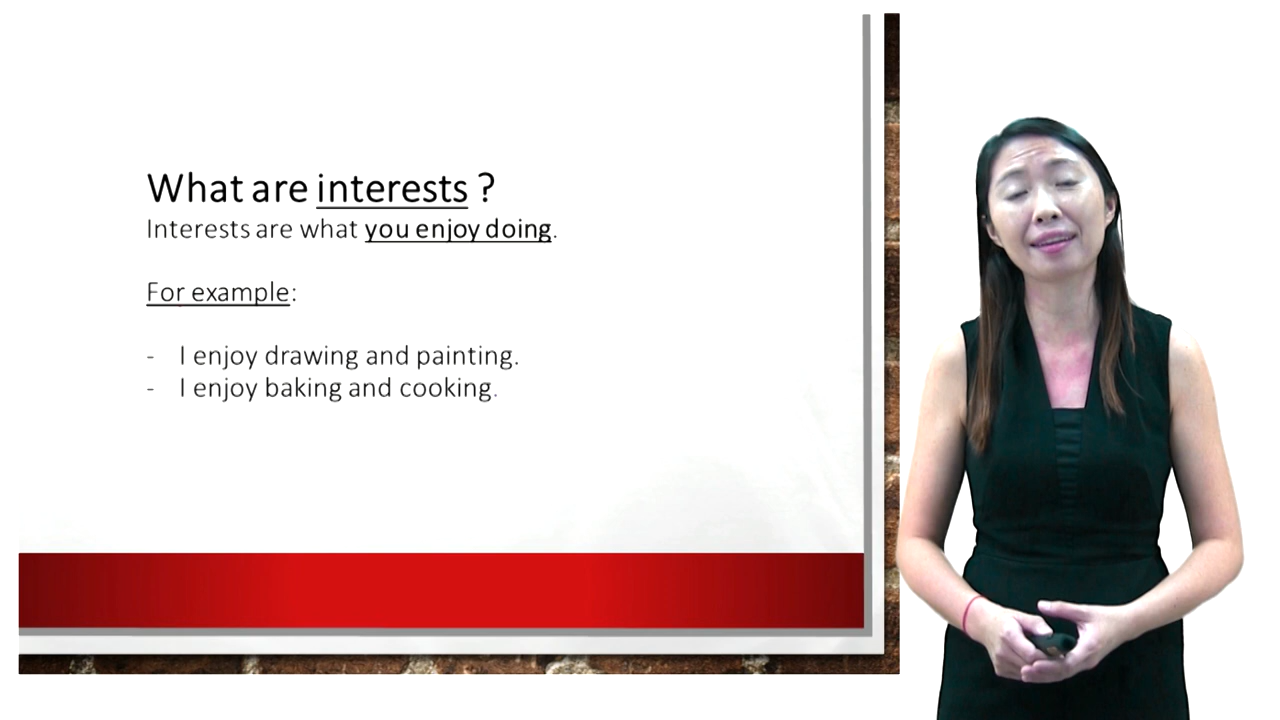 What are interests ?
Interests are what you enjoy doing.
For example:
- I enjoy drawing and painting.
- I enjoy baking and cooking.